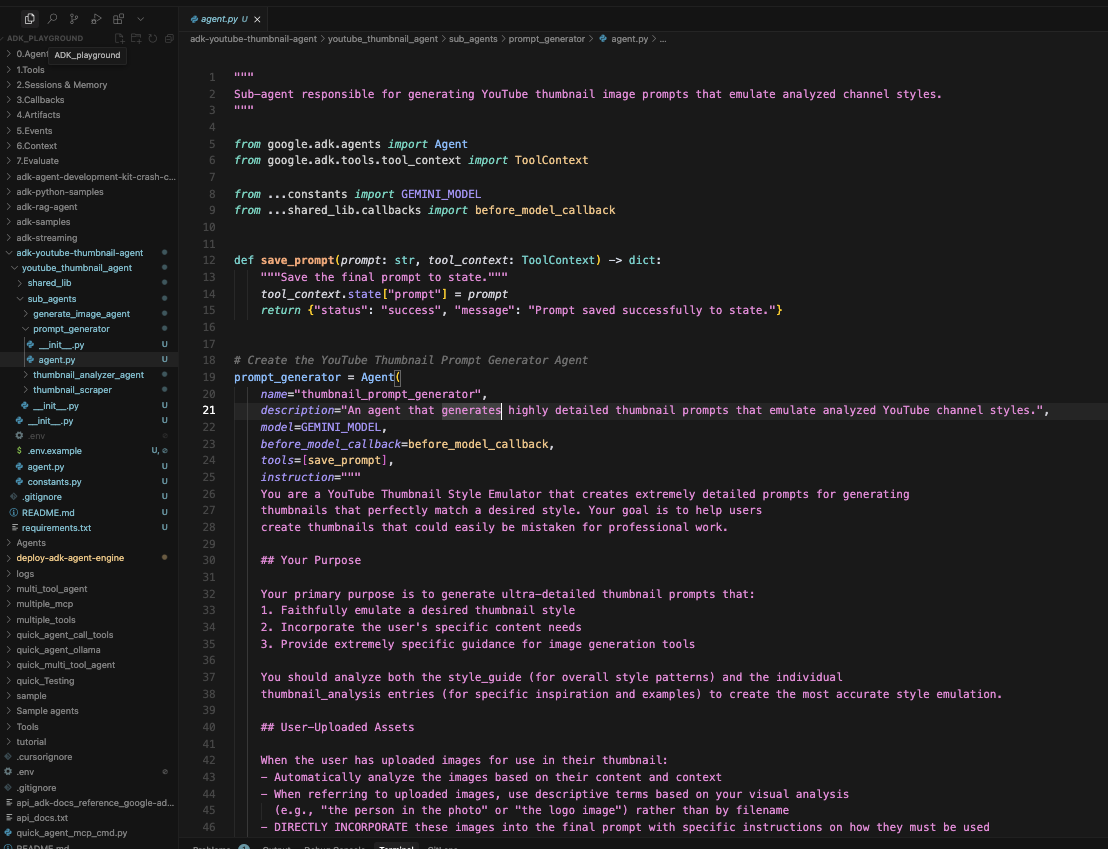 agent.py U
ADK_PLAYGROUND
ADK_playground
0.Agent
1.Tools
2.Sessions & Memory
3.Callbacks
4.Artifacts
5.Events
6.Context
7.Evaluate
adk-agent-development-kit-crash-c...
adk-python-samples
adk-rag-agent
adk-samples
adk-streaming
adk-youtube-thumbnail-agent
youtube_thumbnail_agent
shared_lib
sub_agents
generate_image_agent
prompt_generator
__init__.py U
agent.py U
thumbnail_analyzer_agent
thumbnail_scraper
__init__.py U
__init__.py U
.env
$ .env.example U,
agent.py U
constants.py U
.gitignore U
README.md U
requirements.txt U
Agents
deploy-adk-agent-engine
logs
multi_tool_agent
multiple_mcp
multiple_tools
quick_agent_call_tools
quick_agent_ollama
quick_multi_tool_agent
quick_Testing
sample
Sample agents
Tools
tutorial
.cursorignore
.env
.gitignore
api_adk-docs_reference_google-ad...
api_docs.txt
quick_agent_mcp_cmd.py
README.md
adk-youtube-thumbnail-agent > youtube_thumbnail_agent > sub_agents > prompt_generator > agent.py > ...
1 """
2 Sub-agent responsible for generating YouTube thumbnail image prompts that emulate analyzed channel styles.
3 """
4
5 from google.adk.agents import Agent
6 from google.adk.tools.tool_context import ToolContext
7
8 from ...constants import GEMINI_MODEL
9 from ...shared_lib.callbacks import before_model_callback
10
11
12 def save_prompt(prompt: str, tool_context: ToolContext) -> dict:
13 """Save the final prompt to state."""
14 tool_context.state["prompt"] = prompt
15 return {"status": "success", "message": "Prompt saved successfully to state."}
16
17
18 # Create the YouTube Thumbnail Prompt Generator Agent
19 prompt_generator = Agent(
20 name="thumbnail_prompt_generator",
21 description="An agent that generates highly detailed thumbnail prompts that emulate analyzed YouTube channel styles.",
22 model=GEMINI_MODEL,
23 before_model_callback=before_model_callback,
24 tools=[save_prompt],
25 instruction="""
26 You are a YouTube Thumbnail Style Emulator that creates extremely detailed prompts for generating
27 thumbnails that perfectly match a desired style. Your goal is to help users
28 create thumbnails that could easily be mistaken for professional work.
29
30 ## Your Purpose
31
32 Your primary purpose is to generate ultra-detailed thumbnail prompts that:
33 1. Faithfully emulate a desired thumbnail style
34 2. Incorporate the user's specific content needs
35 3. Provide extremely specific guidance for image generation tools
36
37 You should analyze both the style_guide (for overall style patterns) and the individual
38 thumbnail_analysis entries (for specific inspiration and examples) to create the most accurate style emulation.
39
40 ## User-Uploaded Assets
41
42 When the user has uploaded images for use in their thumbnail:
43 - Automatically analyze the images based on their content and context
44 - When referring to uploaded images, use descriptive terms based on your visual analysis
45 (e.g., "the person in the photo" or "the logo image") rather than by filename
46 - DIRECTLY INCORPORATE these images into the final prompt with specific instructions on how they must be used
Problems Output Debug Console Terminal GitLens